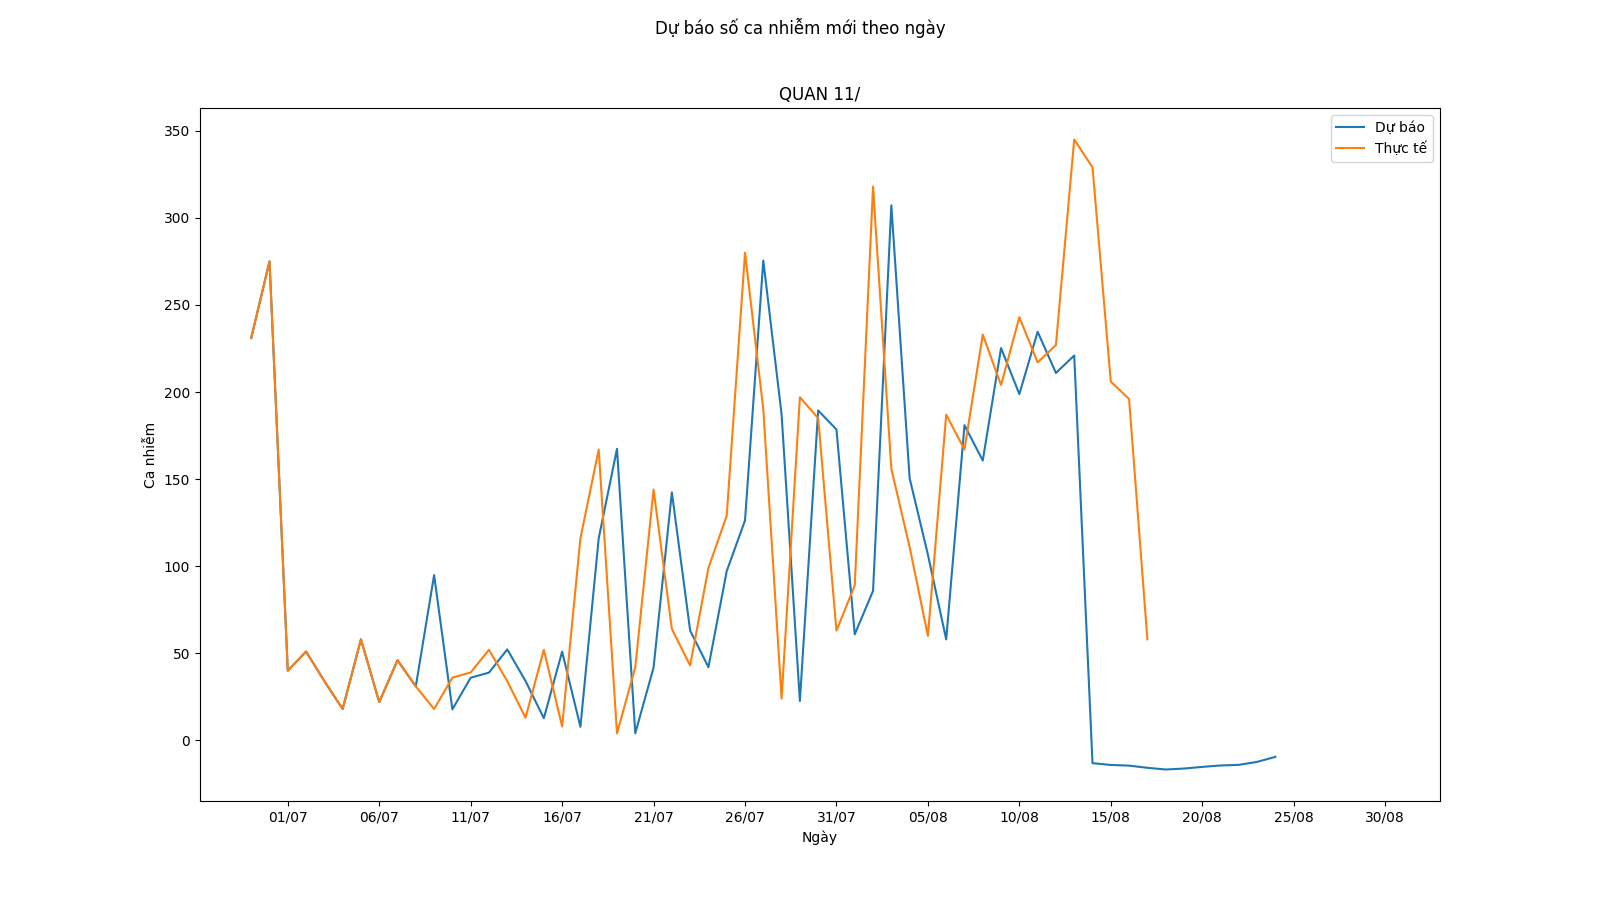 Dự báo số ca nhiễm mới theo ngày
QUAN 11/
Dự báo
Thực tế
350
300
250
200
150
100
50
0
Ca nhiễm
01/07 06/07 11/07 16/07 21/07 26/07 31/07 05/08 10/08 15/08 20/08 25/08 30/08
Ngày